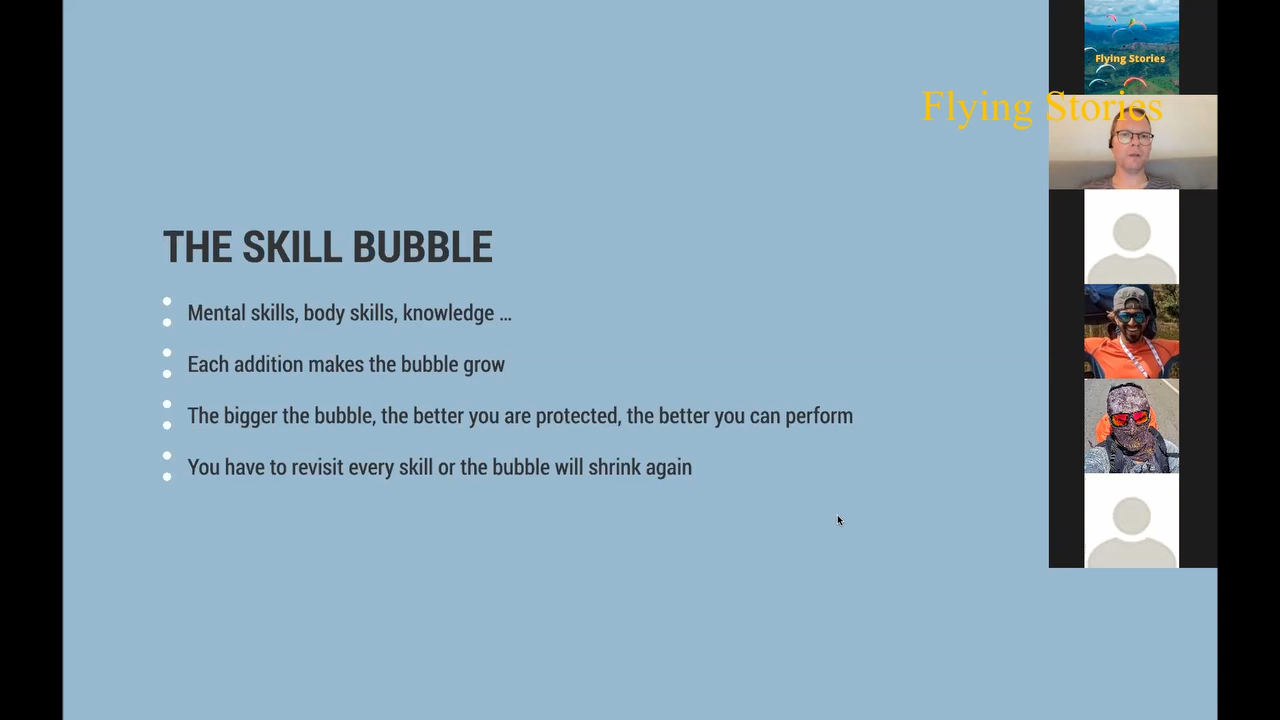 Flying Stories
Flying Stories
THE SKILL BUBBLE
Mental skills, body skills, knowledge ...
Each addition makes the bubble grow
The bigger the bubble, the better you are protected, the better you can perform
You have to revisit every skill or the bubble will shrink again